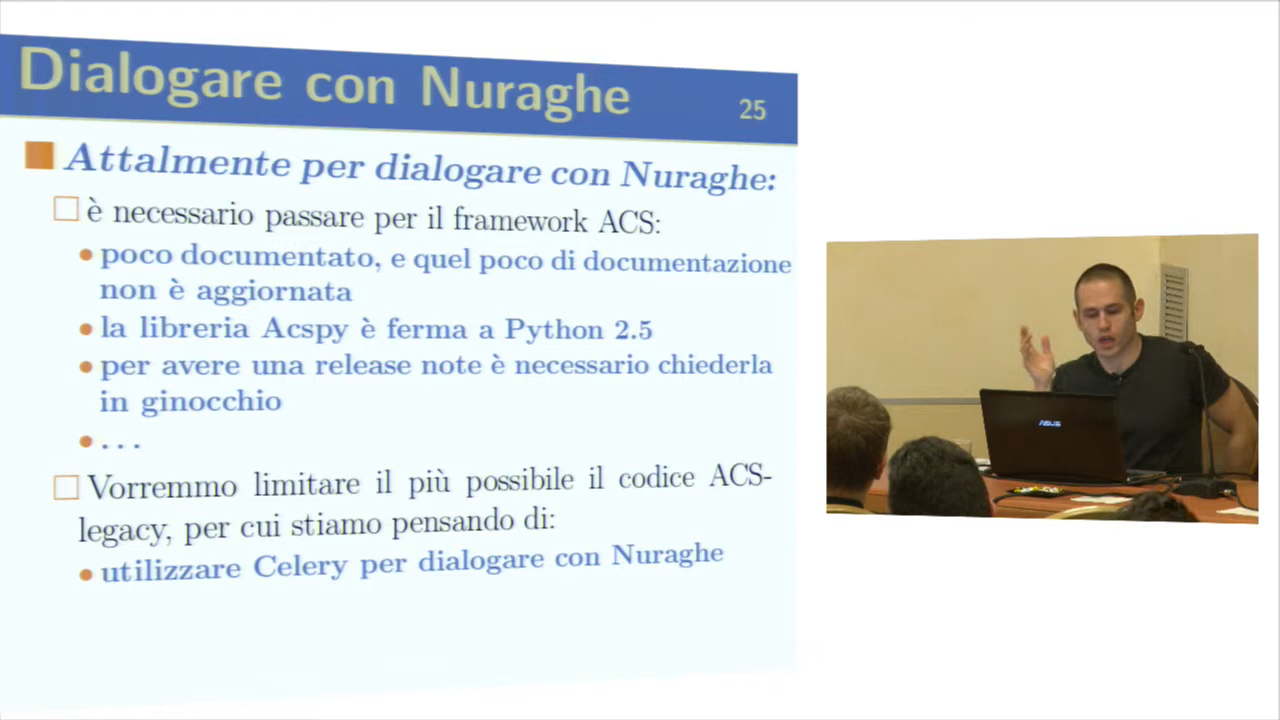 Dialogare con Nuraghe
25
Attalmente per dialogare con Nuraghe:
è necessario passare per il framework ACS:
poco documentato, e quel poco di documentazione
non è aggiornata
la libreria Acspy è ferma a Python 2.5
per avere una release note è necessario chiederla
in ginocchio
...
Vorremmo limitare il più possibile il codice ACS-
legacy, per cui stiamo pensando di:
utilizzare Celery per dialogare con Nuraghe
ASUS